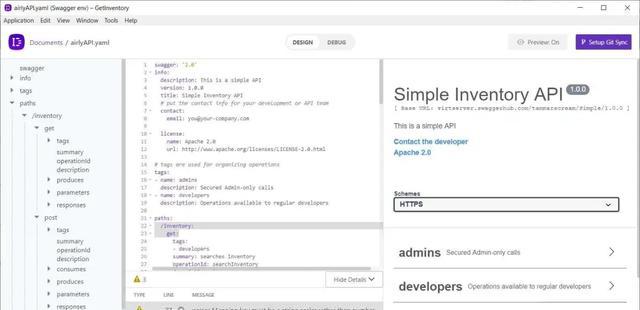 airlyAPI.yaml (Swagger env) – GetInventory
Application File Edit View Window Tools Help
Documents / airlyAPI.yaml
DESIGN DEBUG
Preview: On
Setup Git Sync
swagger
info
tags
paths
/inventory
get
tags
summary
operationId
description
produces
parameters
responses
post
tags
summary
operationId
description
consumes
produces
parameters
responses
1 swagger: '2.0'
2 info:
3 description: This is a simple API
4 version: 1.0.0
5 title: Simple Inventory API
6 # put the contact info for your development or API team
7 contact:
8 email: you@your-company.com
9
10 license:
11 name: Apache 2.0
12 url: http://www.apache.org/licenses/LICENSE-2.0.html
13
14 # tags are used for organizing operations
15 tags:
16 - name: admins
17 description: Secured Admin-only calls
18 - name: developers
19 description: Operations available to regular developers
20
21 paths:
22 /inventory:
23 get:
24 tags:
25 - developers
26 summary: searches inventory
27 operationId: searchInventory
3
Hide Details
TYPE LINE MESSAGE
Simple Inventory API 1.0.0
[ Base URL: virtserver.swaggerhub.com/tammarscream/Simple/1.0.0 ]
This is a simple API
Contact the developer
Apache 2.0
Schemes
HTTPS
admins Secured Admin-only calls
developers Operations available to regular developers